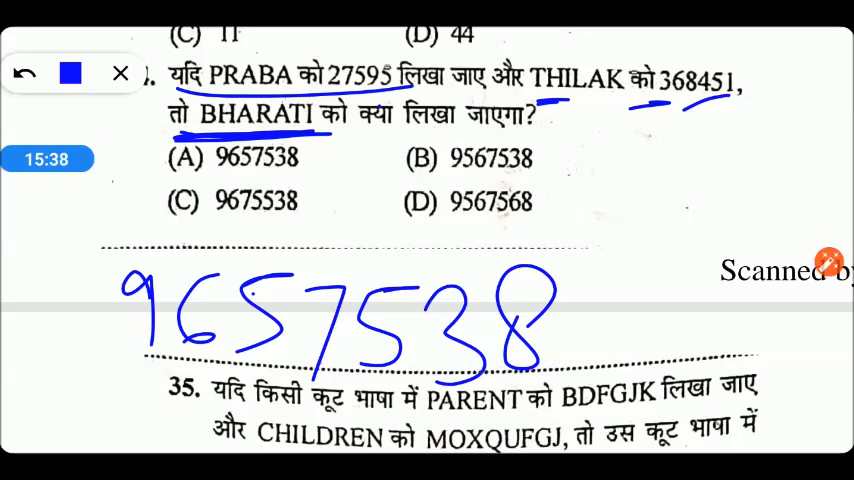 (C) 11 (D) 44
यदि PRABA को 27595 लिखा जाए और THILAK को 368451,
तो BHARATI को क्या लिखा जाएगा?
15:38
(A) 9657538 (B) 9567538
(C) 9675538 (D) 9567568
Scanned by
9657538
35. यदि किसी कूट भाषा में PARENT को BDFGJK लिखा जाए
और CHILDREN को MOXQUFGJ, तो उस कूट भाषा में